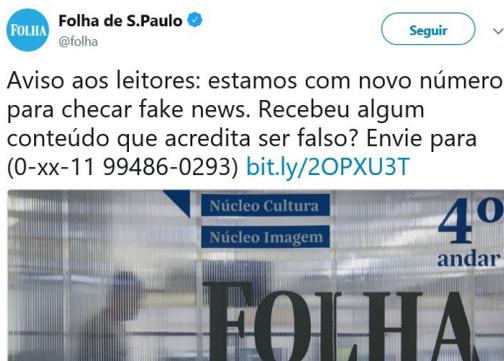 FOLHA
Folha de S.Paulo
@folha
Seguir
Aviso aos leitores: estamos com novo número
para checar fake news. Recebeu algum
conteúdo que acredita ser falso? Envie para
(0-xx-11 99486-0293) bit.ly/2OPXU3T
Núcleo Cultura
Núcleo Imagem
4º
andar
FOLHA